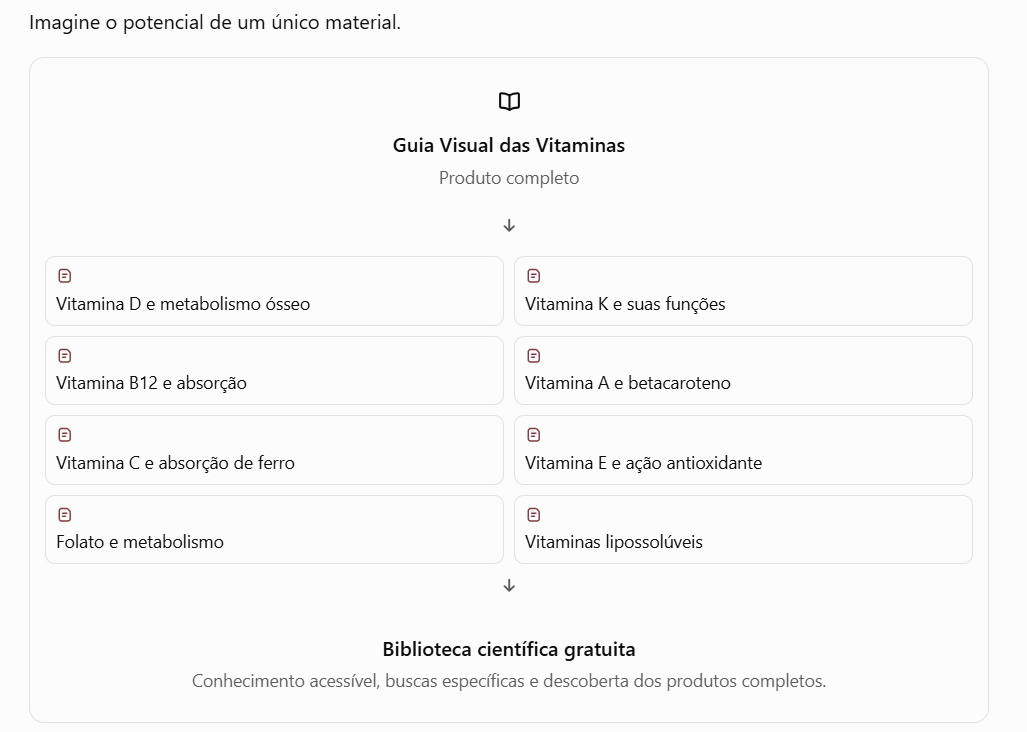 Imagine o potencial de um único material.
Guia Visual das Vitaminas
Produto completo
Vitamina D e metabolismo ósseo
Vitamina K e suas funções
Vitamina B12 e absorção
Vitamina A e betacaroteno
Vitamina C e absorção de ferro
Vitamina E e ação antioxidante
Folato e metabolismo
Vitaminas lipossolúveis
Biblioteca científica gratuita
Conhecimento acessível, buscas específicas e descoberta dos produtos completos.